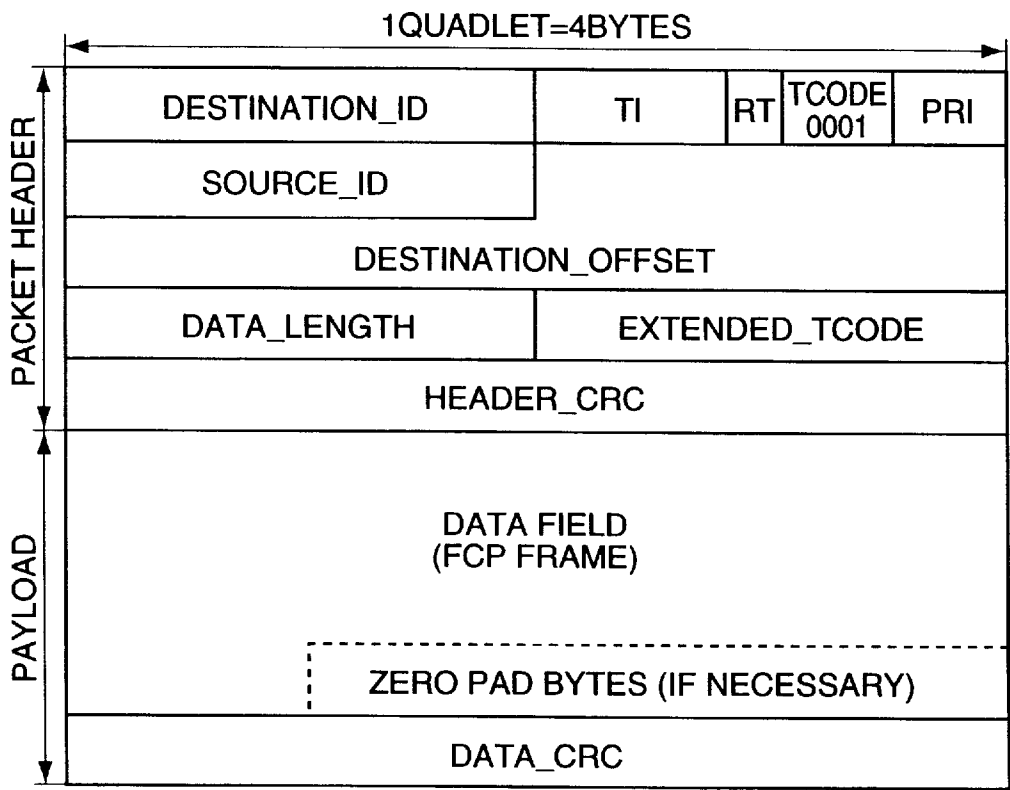 1QUADLET=4BYTES
PACKET HEADER
DESTINATION_ID
TI
RT
TCODE
0001
PRI
SOURCE_ID
DESTINATION_OFFSET
DATA_LENGTH
EXTENDED_TCODE
HEADER_CRC
PAYLOAD
DATA FIELD
(FCP FRAME)
ZERO PAD BYTES (IF NECESSARY)
DATA_CRC